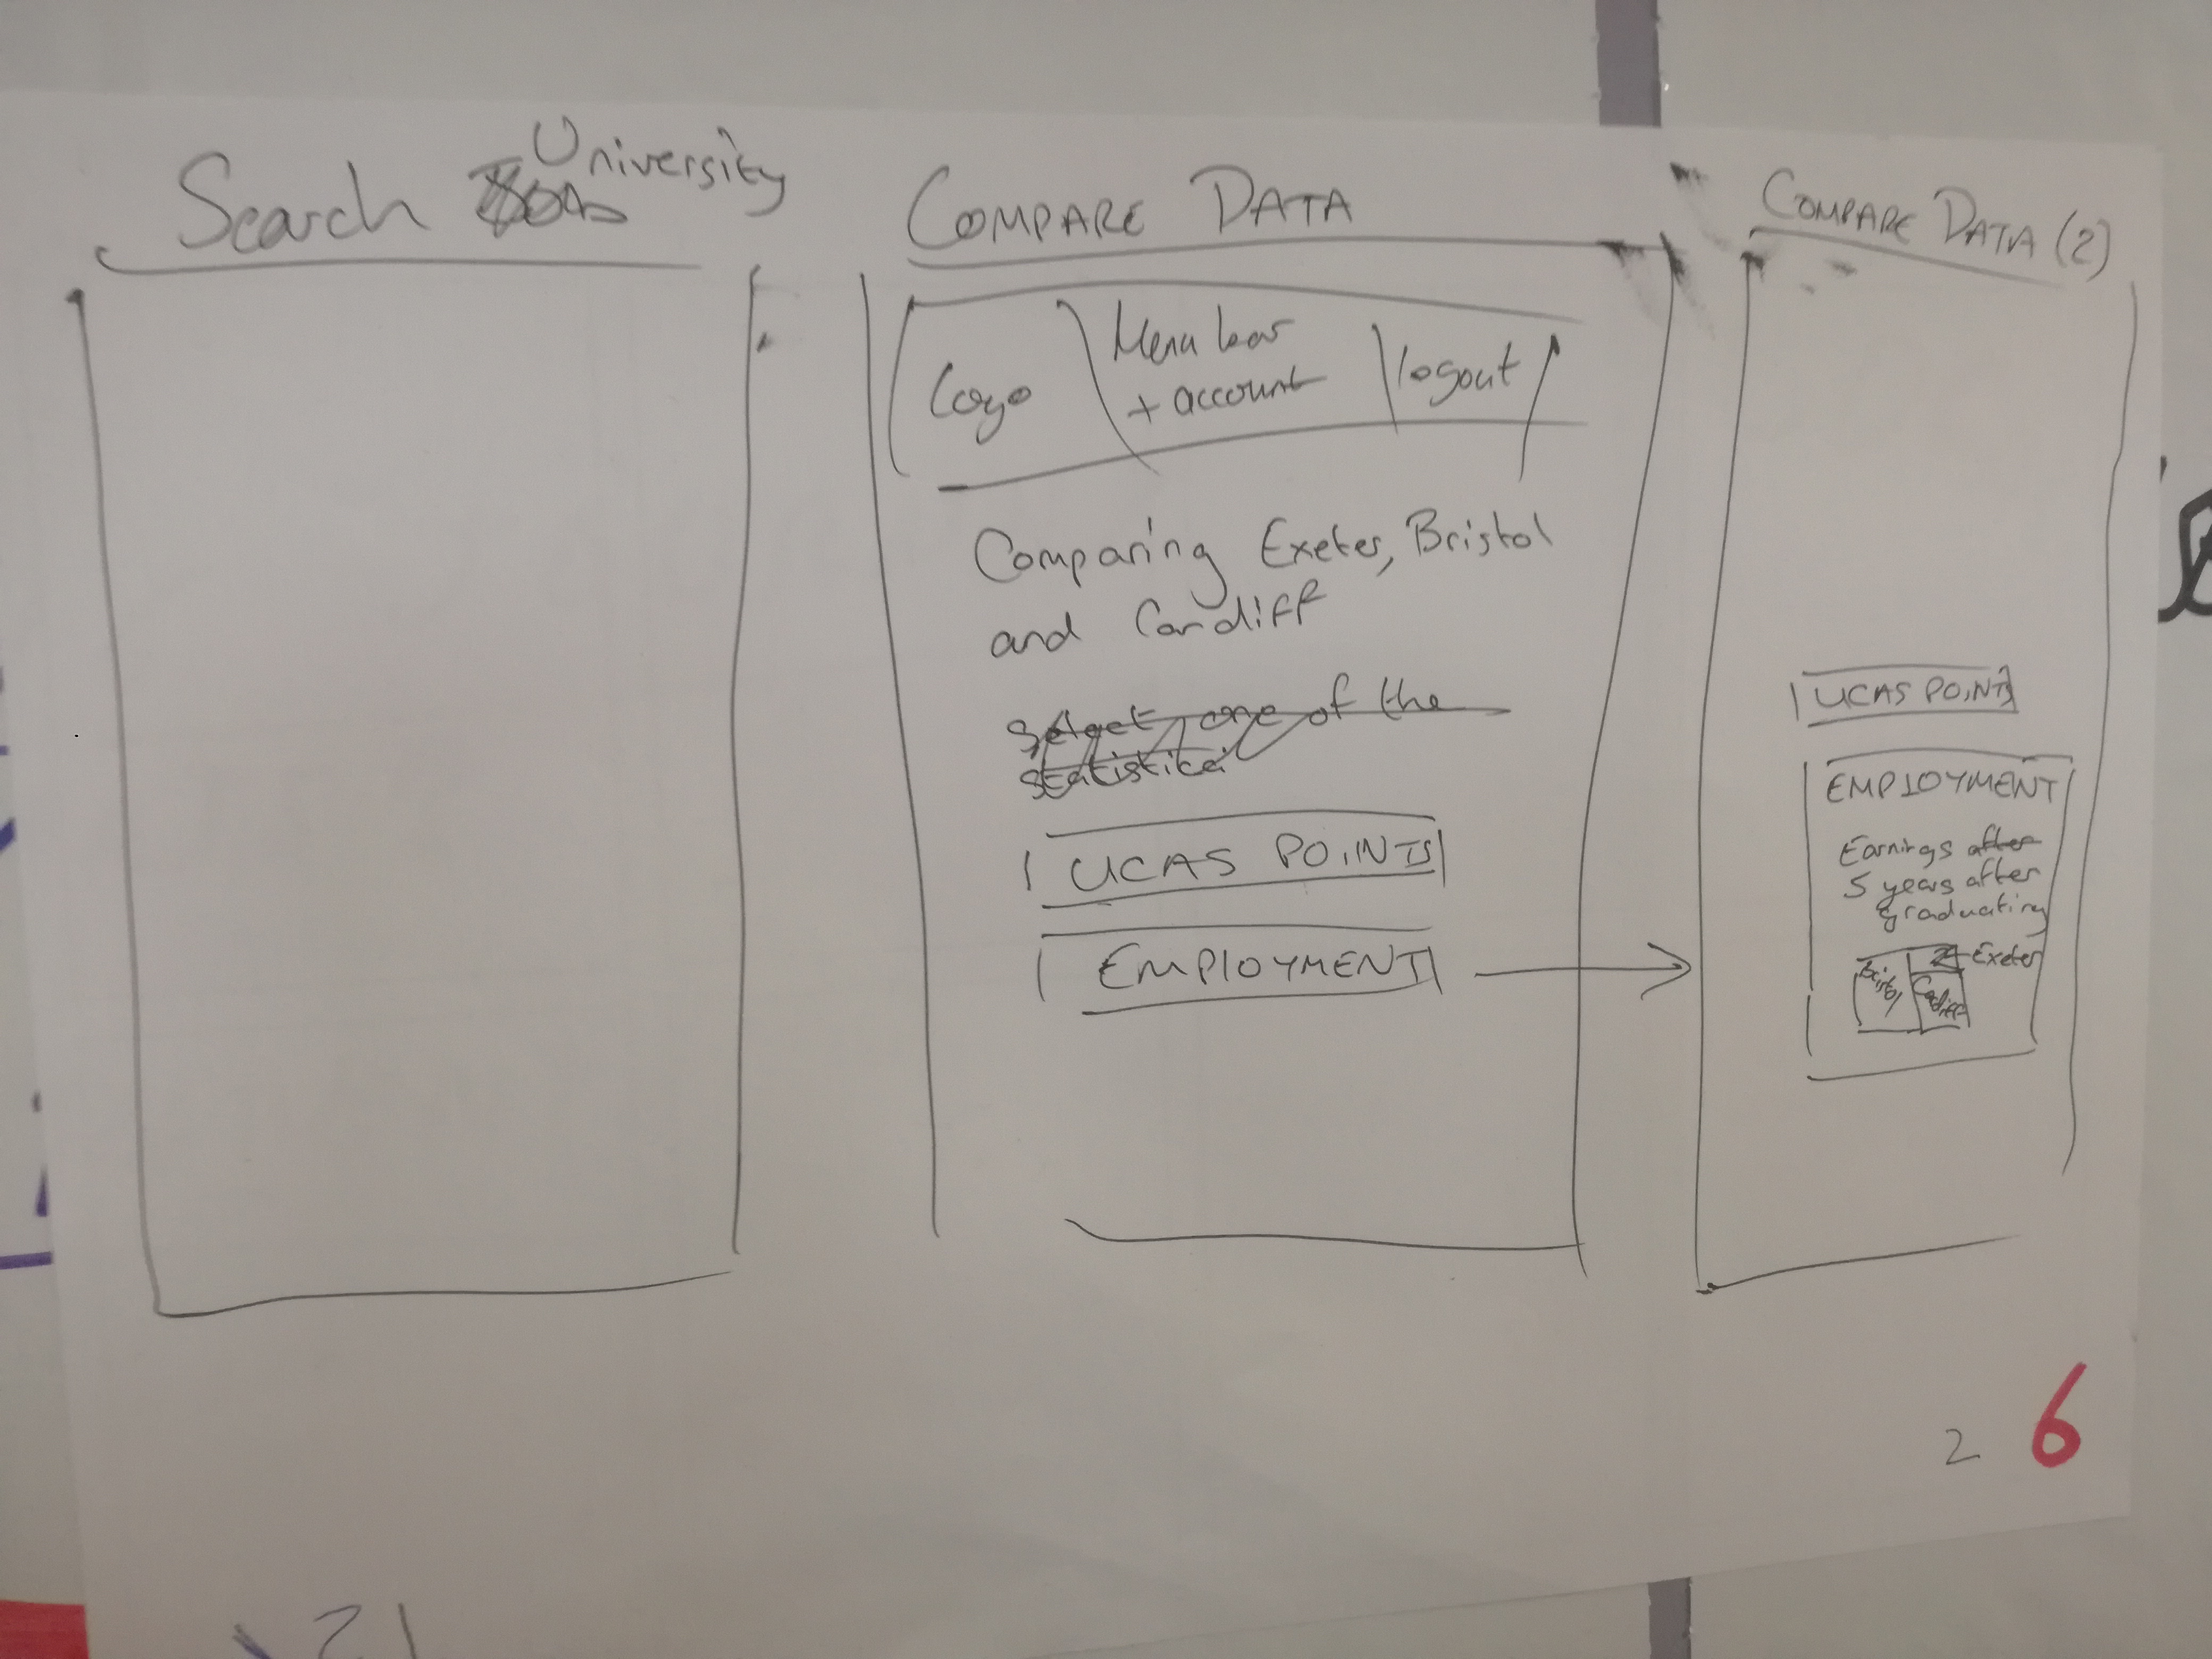 Search University
COMPARE DATA
Logo
Menu bar
+ account
logout
Comparing Exeter, Bristol
and Cardiff
Select one of the
statistics
UCAS POINTS
EMPLOYMENT
COMPARE DATA (2)
UCAS POINTS
EMPLOYMENT
Earnings after
5 years after
graduating
Exeter
Bristol
Cardiff
2 6